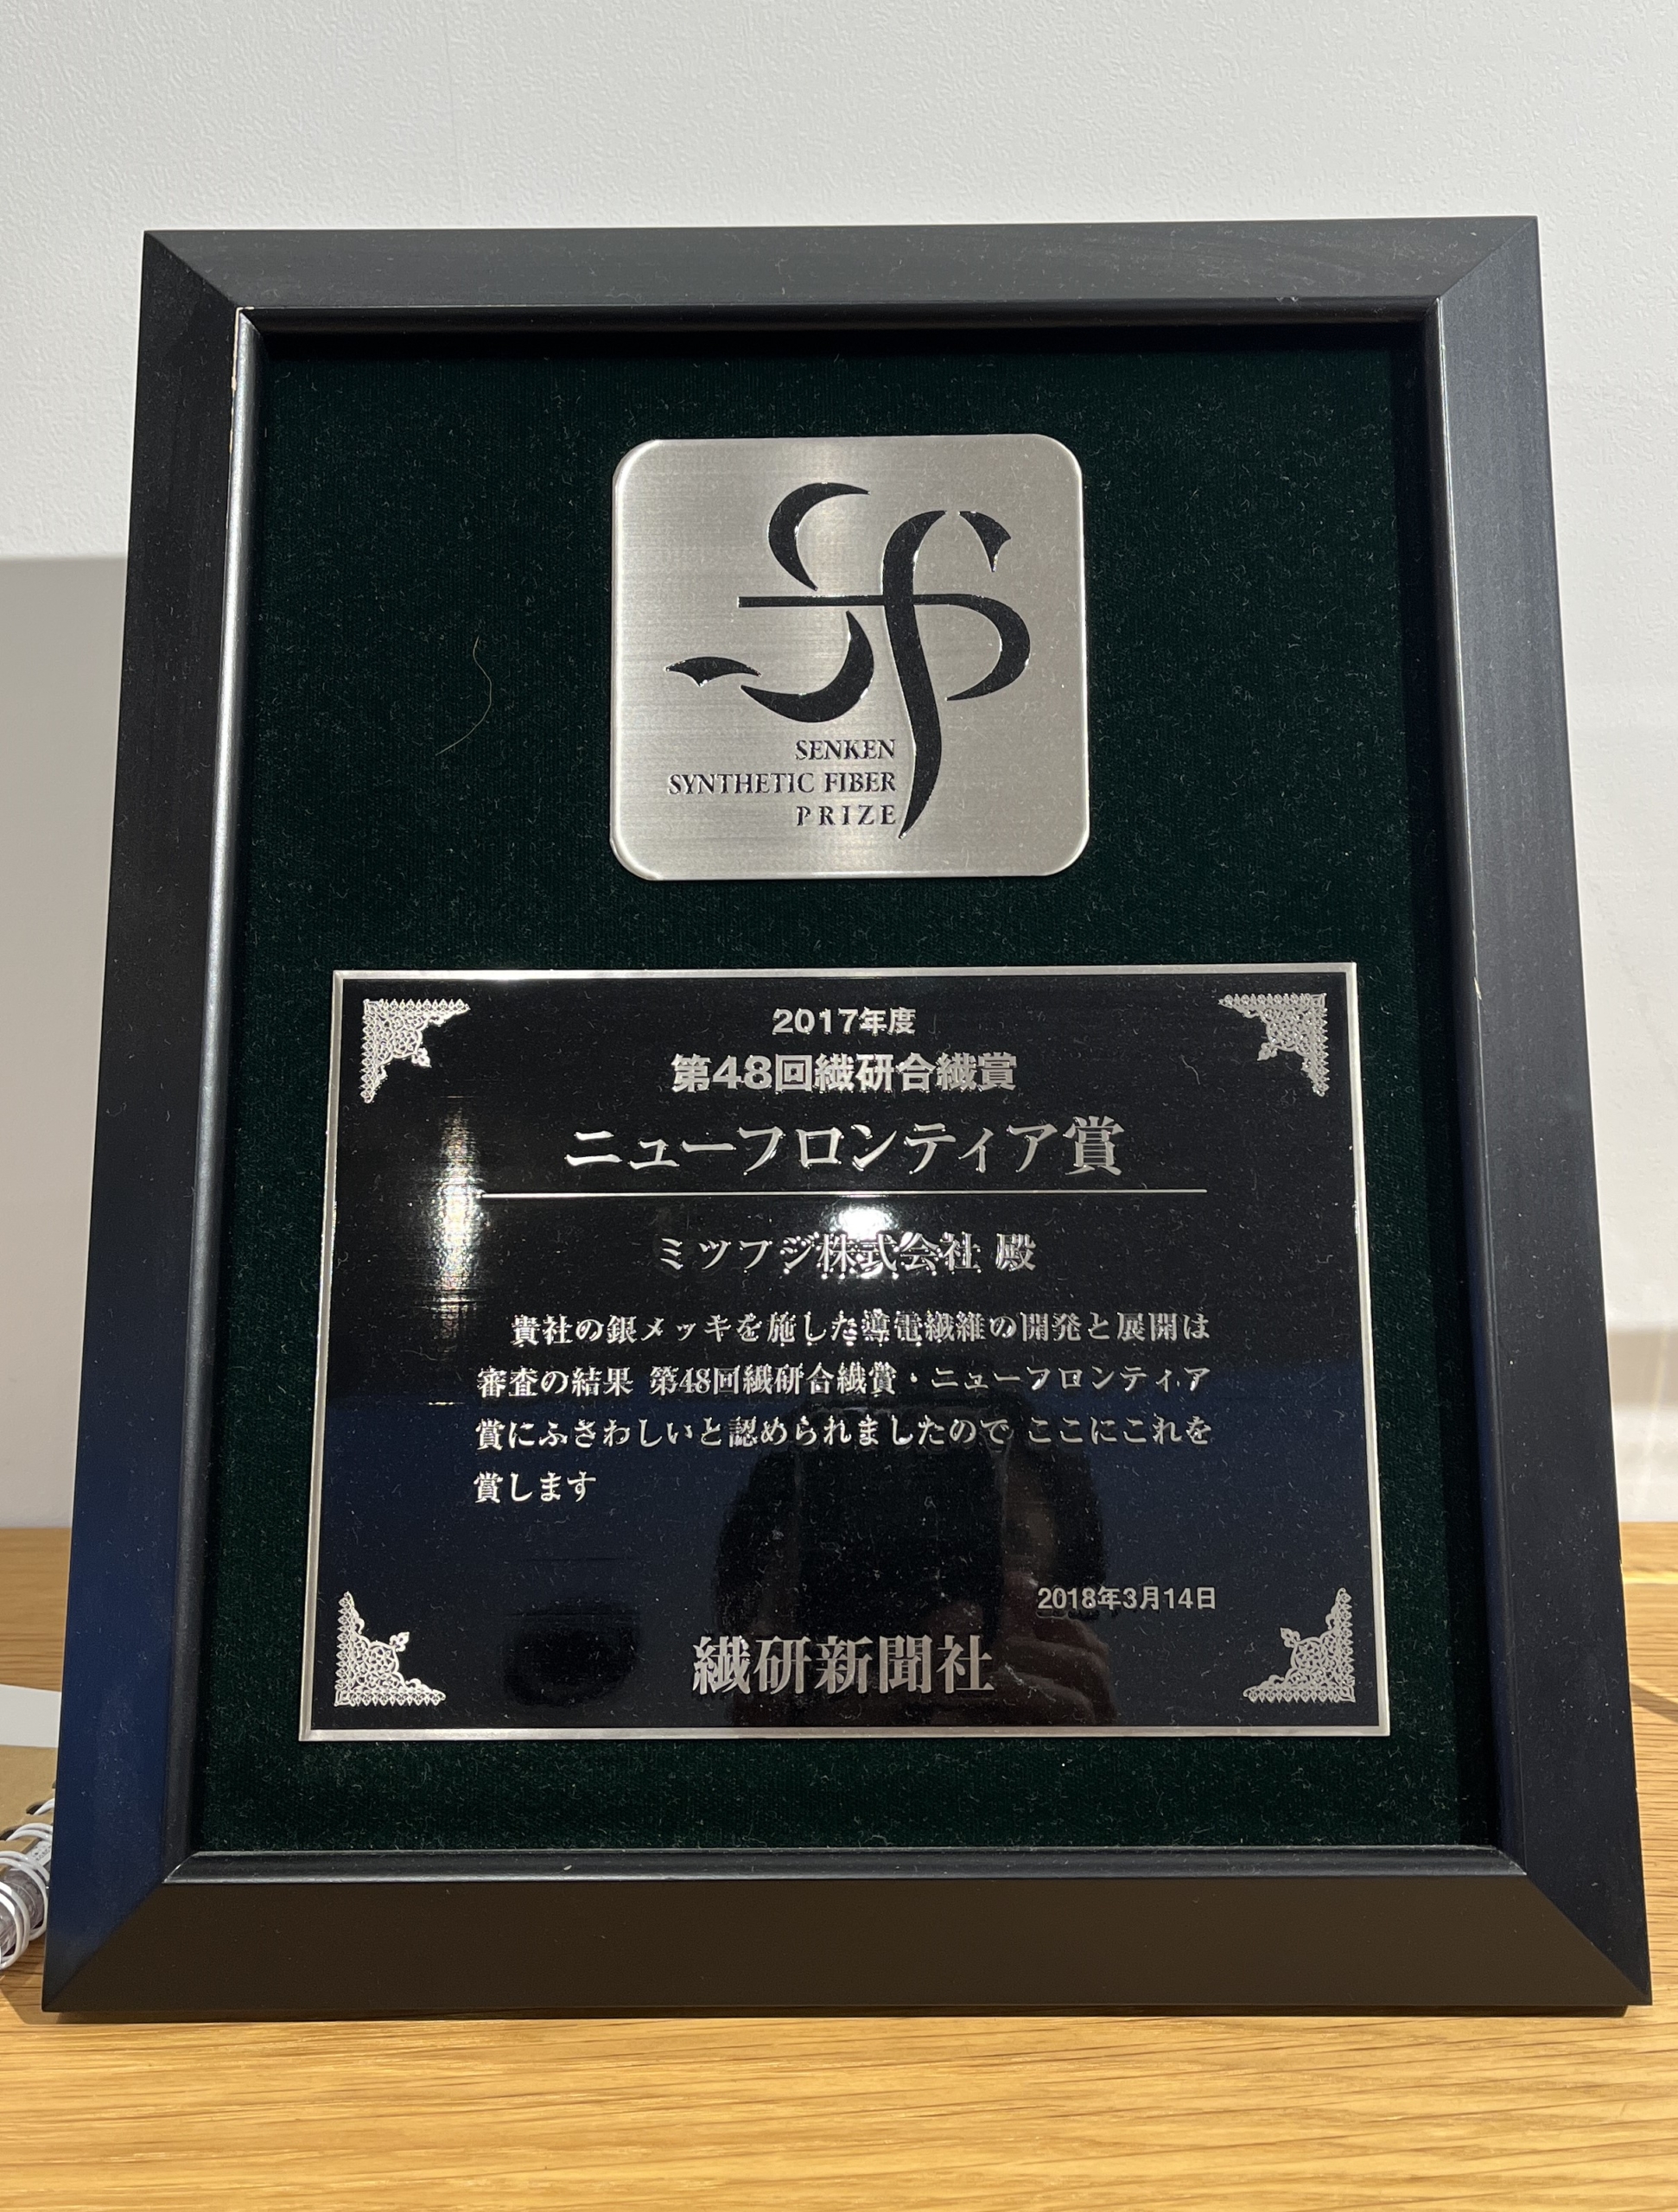 SENKEN
SYNTHETIC FIBER
PRIZE
2017年度
第48回繊研合繊賞
ニューフロンティア賞
ミツフジ株式会社 殿
貴社の銀メッキを施した導電繊維の開発と展開は
審査の結果 第48回繊研合繊賞・ニューフロンティア
賞にふさわしいと認められましたので ここにこれを
賞します
2018年3月14日
繊研新聞社